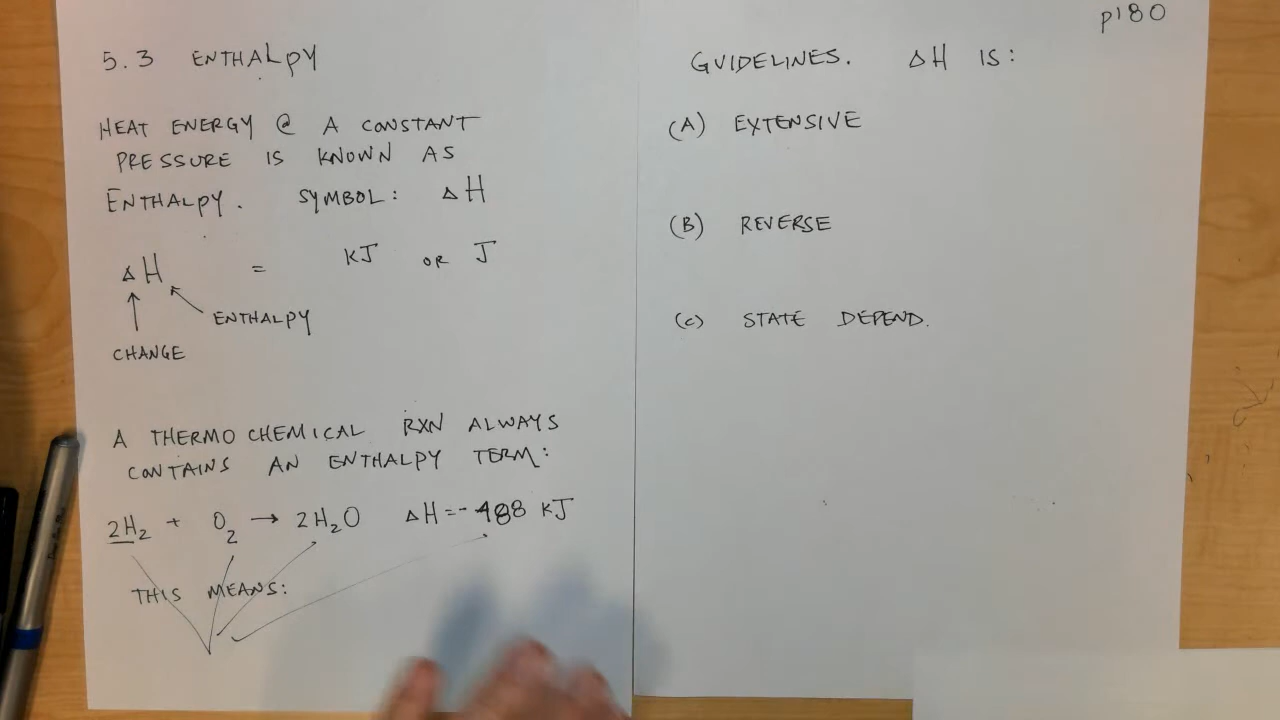 5.3 ENTHALPY
HEAT ENERGY @ A CONSTANT
PRESSURE IS KNOWN AS
ENTHALPY. SYMBOL: ΔH
ΔH = KJ OR J
ENTHALPY
CHANGE
A THERMOCHEMICAL RXN ALWAYS
CONTAINS AN ENTHALPY TERM:
2H₂ + O₂ → 2H₂O ΔH=-488 KJ
THIS MEANS:
p180
GUIDELINES. ΔH IS:
(A) EXTENSIVE
(B) REVERSE
(C) STATE DEPEND.